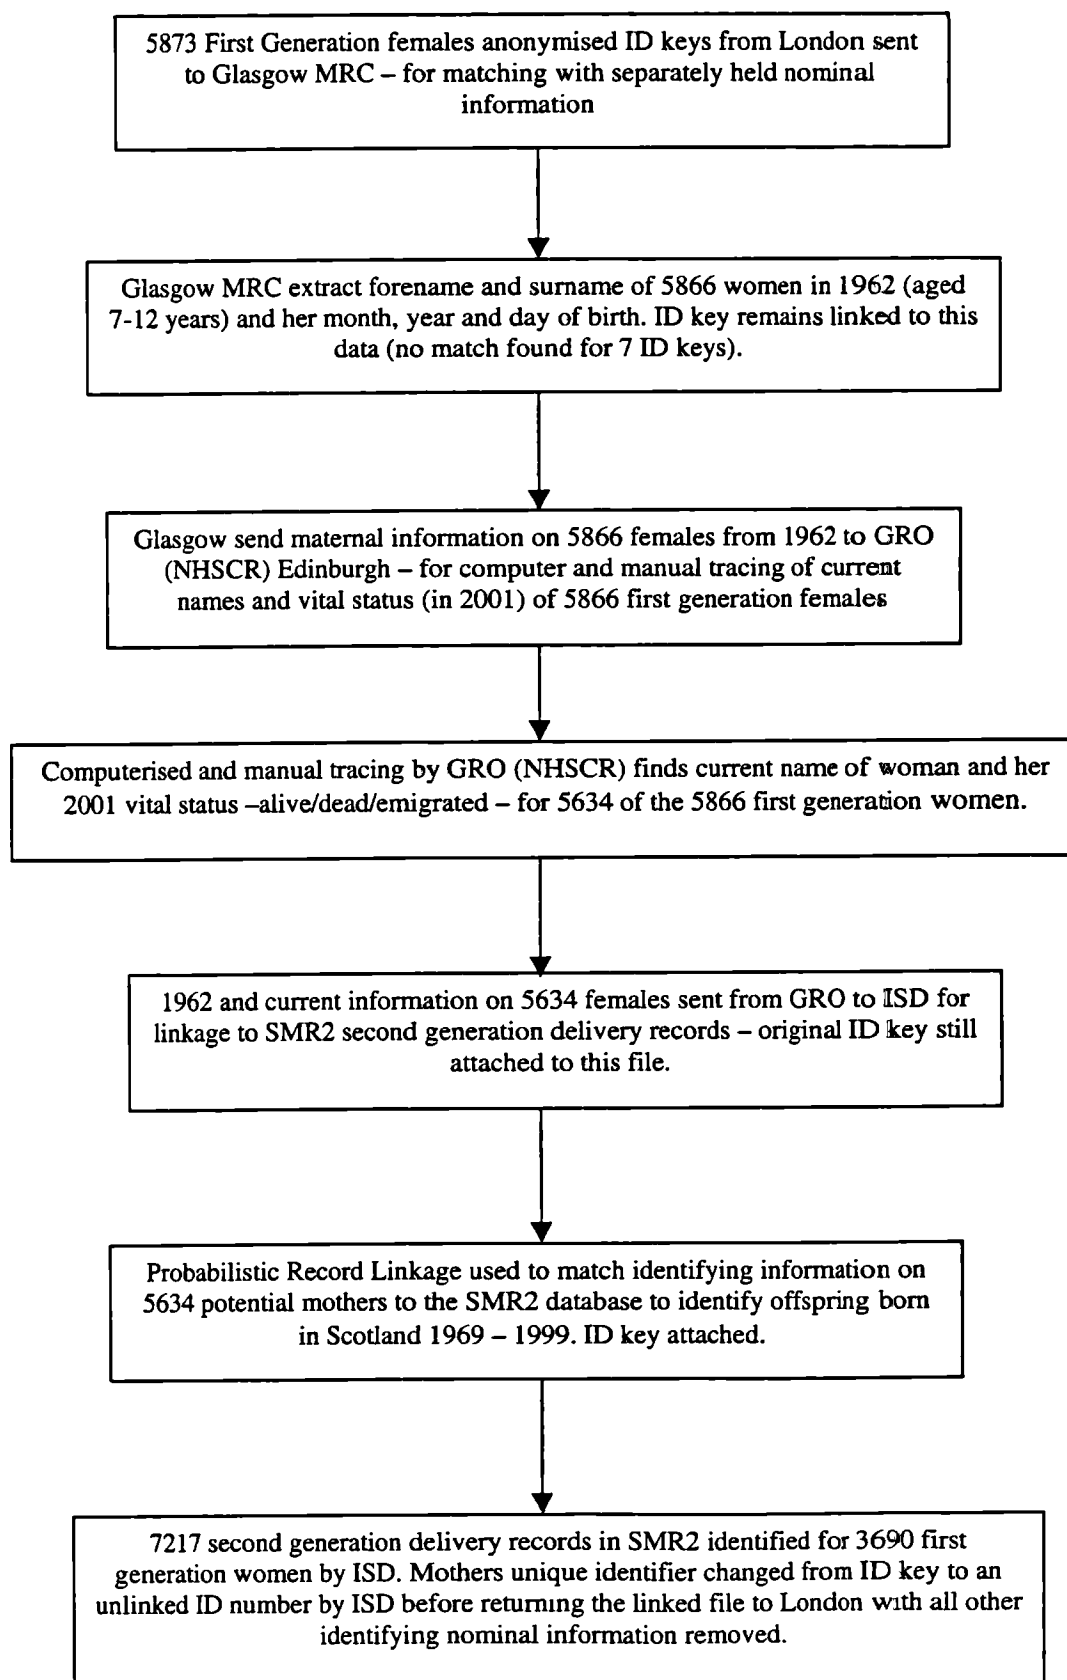 5873 First Generation females anonymised ID keys from London sent
to Glasgow MRC – for matching with separately held nominal
information
Glasgow MRC extract forename and surname of 5866 women in 1962 (aged
7-12 years) and her month, year and day of birth. ID key remains linked to this
data (no match found for 7 ID keys).
Glasgow send maternal information on 5866 females from 1962 to GRO
(NHSCR) Edinburgh – for computer and manual tracing of current
names and vital status (in 2001) of 5866 first generation females
Computerised and manual tracing by GRO (NHSCR) finds current name of woman and her
2001 vital status –alive/dead/emigrated – for 5634 of the 5866 first generation women.
1962 and current information on 5634 females sent from GRO to ISD for
linkage to SMR2 second generation delivery records – original ID key still
attached to this file.
Probabilistic Record Linkage used to match identifying information on
5634 potential mothers to the SMR2 database to identify offspring born
in Scotland 1969 – 1999. ID key attached.
7217 second generation delivery records in SMR2 identified for 3690 first
generation women by ISD. Mothers unique identifier changed from ID key to an
unlinked ID number by ISD before returning the linked file to London with all other
identifying nominal information removed.